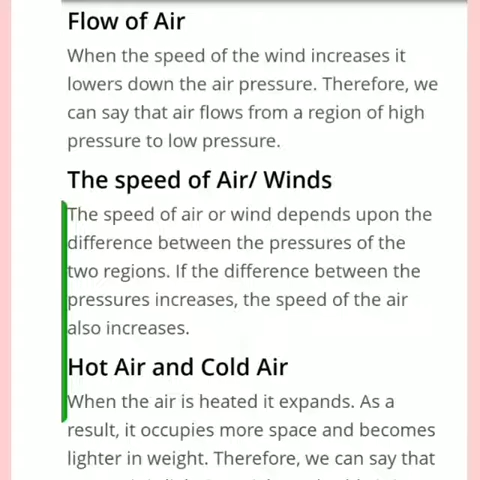 Flow of Air
When the speed of the wind increases it
lowers down the air pressure. Therefore, we
can say that air flows from a region of high
pressure to low pressure.
The speed of Air/ Winds
The speed of air or wind depends upon the
difference between the pressures of the
two regions. If the difference between the
pressures increases, the speed of the air
also increases.
Hot Air and Cold Air
When the air is heated it expands. As a
result, it occupies more space and becomes
lighter in weight. Therefore, we can say that